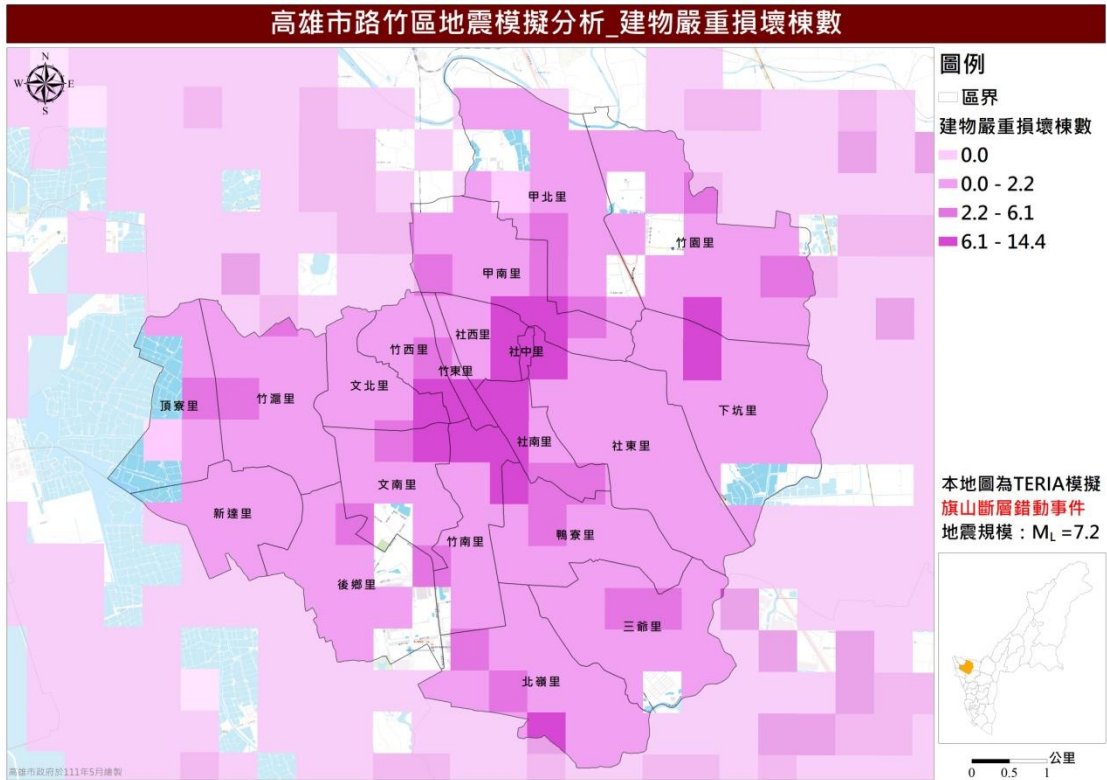 高雄市路竹區地震模擬分析_建物嚴重損壞棟數
N
W
E
S
圖例
區界
建物嚴重損壞棟數
0.0
0.0 - 2.2
2.2 - 6.1
6.1 - 14.4
甲北里
竹園里
甲南里
社西里
竹西里
社中里
竹東里
文北里
頂寮里
竹滬里
下坑里
社南里
社東里
文南里
新達里
竹南里
鴨寮里
後鄉里
三爺里
北嶺里
本地圖為TERIA模擬
旗山斷層錯動事件
地震規模：ML =7.2
公里
0 0.5 1
高雄市政府於111年5月繪製